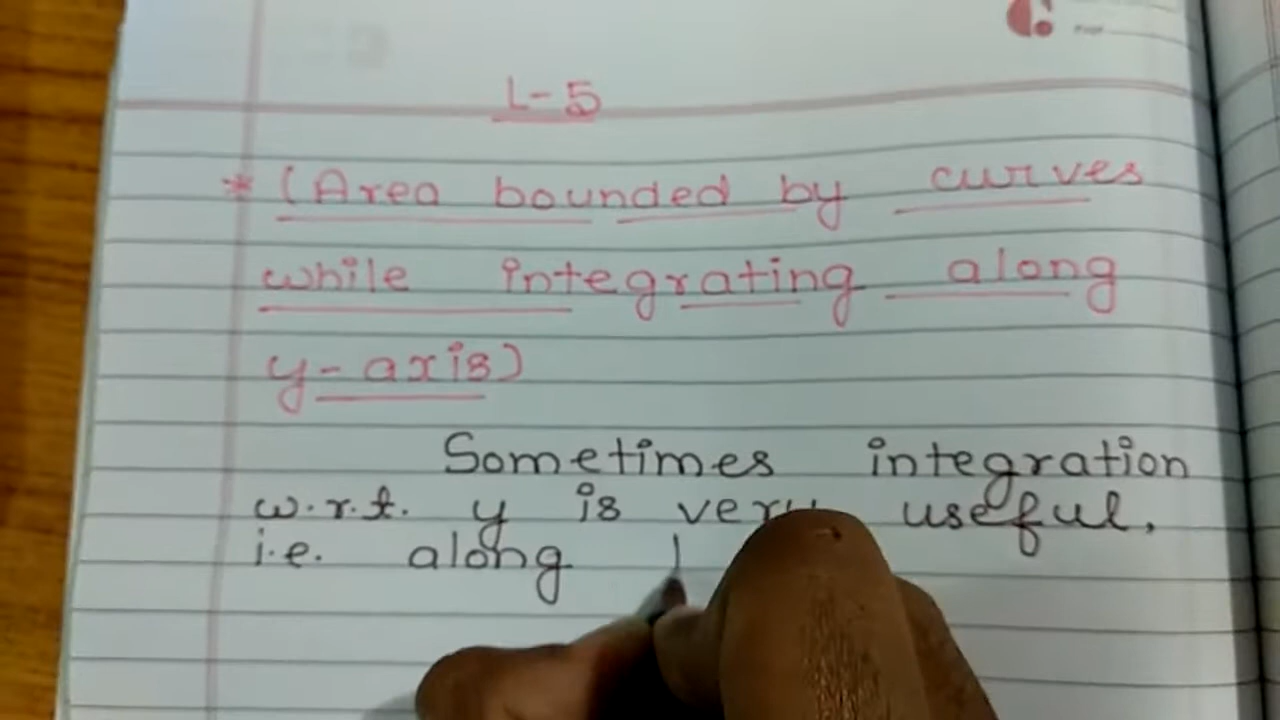 L-5
* (Area bounded by curves
while integrating along
y-axis)
Sometimes integration
w.r.t. y is very useful,
i.e. along